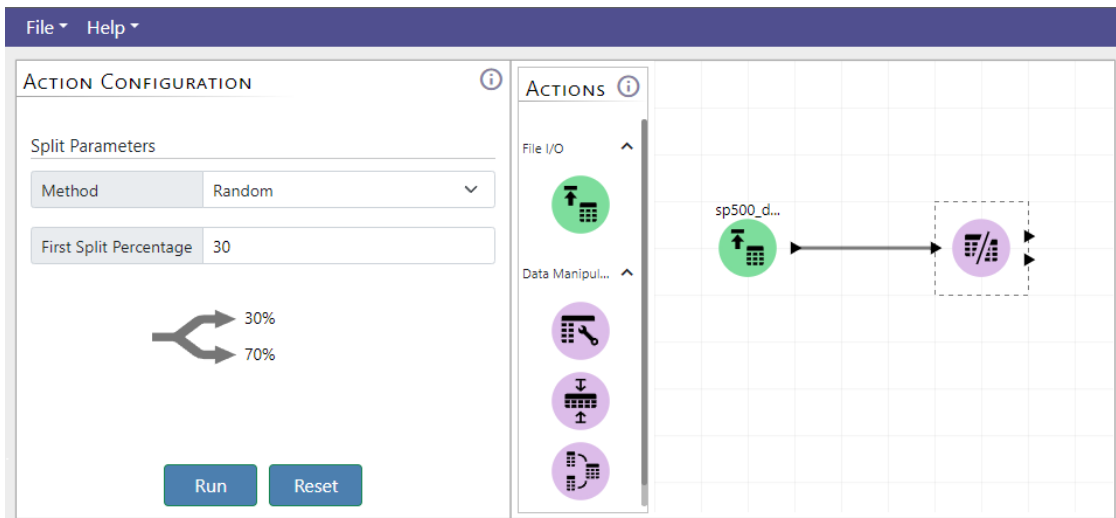 File Help
ACTION CONFIGURATION
Split Parameters
Method Random
First Split Percentage 30
30%
70%
Run Reset
ACTIONS
File I/O
Data Manipul...
sp500_d...